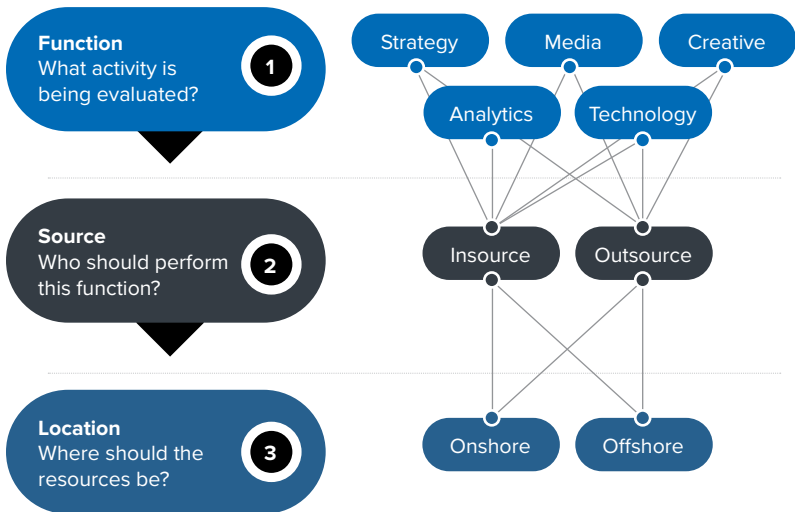 Function
What activity is
being evaluated?
1
Strategy
Media
Creative
Analytics
Technology
Source
Who should perform
this function?
2
Insource
Outsource
Location
Where should the
resources be?
3
Onshore
Offshore